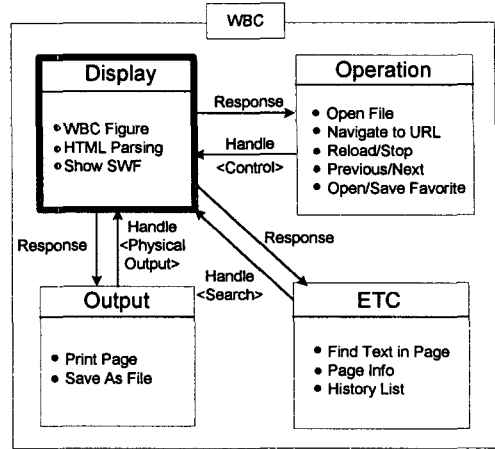 WBC
Display
• WBC Figure
• HTML Parsing
• Show SWF
Response
Handle
<Control>
Operation
• Open File
• Navigate to URL
• Reload/Stop
• Previous/Next
• Open/Save Favorite
Response
Handle
<Physical
Output>
Response
Handle
<Search>
Output
• Print Page
• Save As File
ETC
• Find Text in Page
• Page Info
• History List